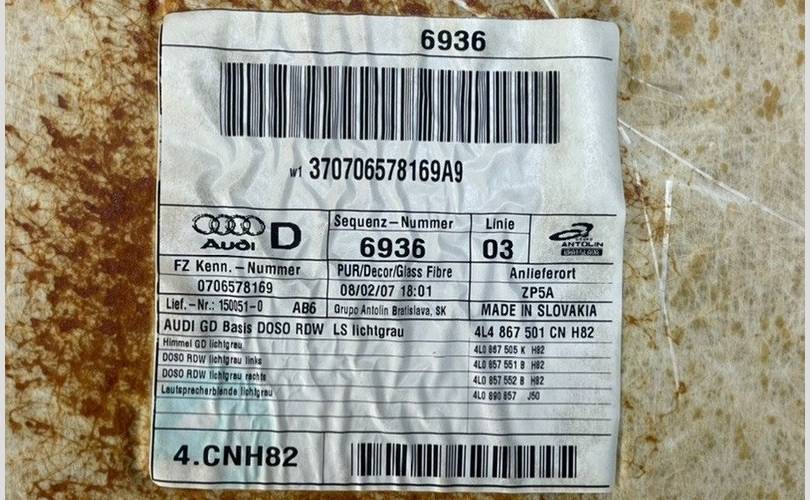 6936
w1 370706578169A9
Audi D
Sequenz-Nummer
6936
Linie
03
ANTOLIN
BRATISLAVA
FZ Kenn.-Nummer
0706578169
PUR/Decor/Glass Fibre
08/02/07 18:01
Anlieferort
ZP5A
Lief.-Nr.: 150051-0 AB6
Grupo Antolin Bratislava, SK
MADE IN SLOVAKIA
AUDI GD Basis DOSO RDW LS lichtgrau 4L4 867 501 CN H82
Himmel GD lichtgrau 4L0 867 505 K H82
DOSO RDW lichtgrau links 4L0 857 551 B H82
DOSO RDW lichtgrau rechts 4L0 857 552 B H82
Lautsprecherblende lichtgrau 4L0 890 857 J50
4.CNH82